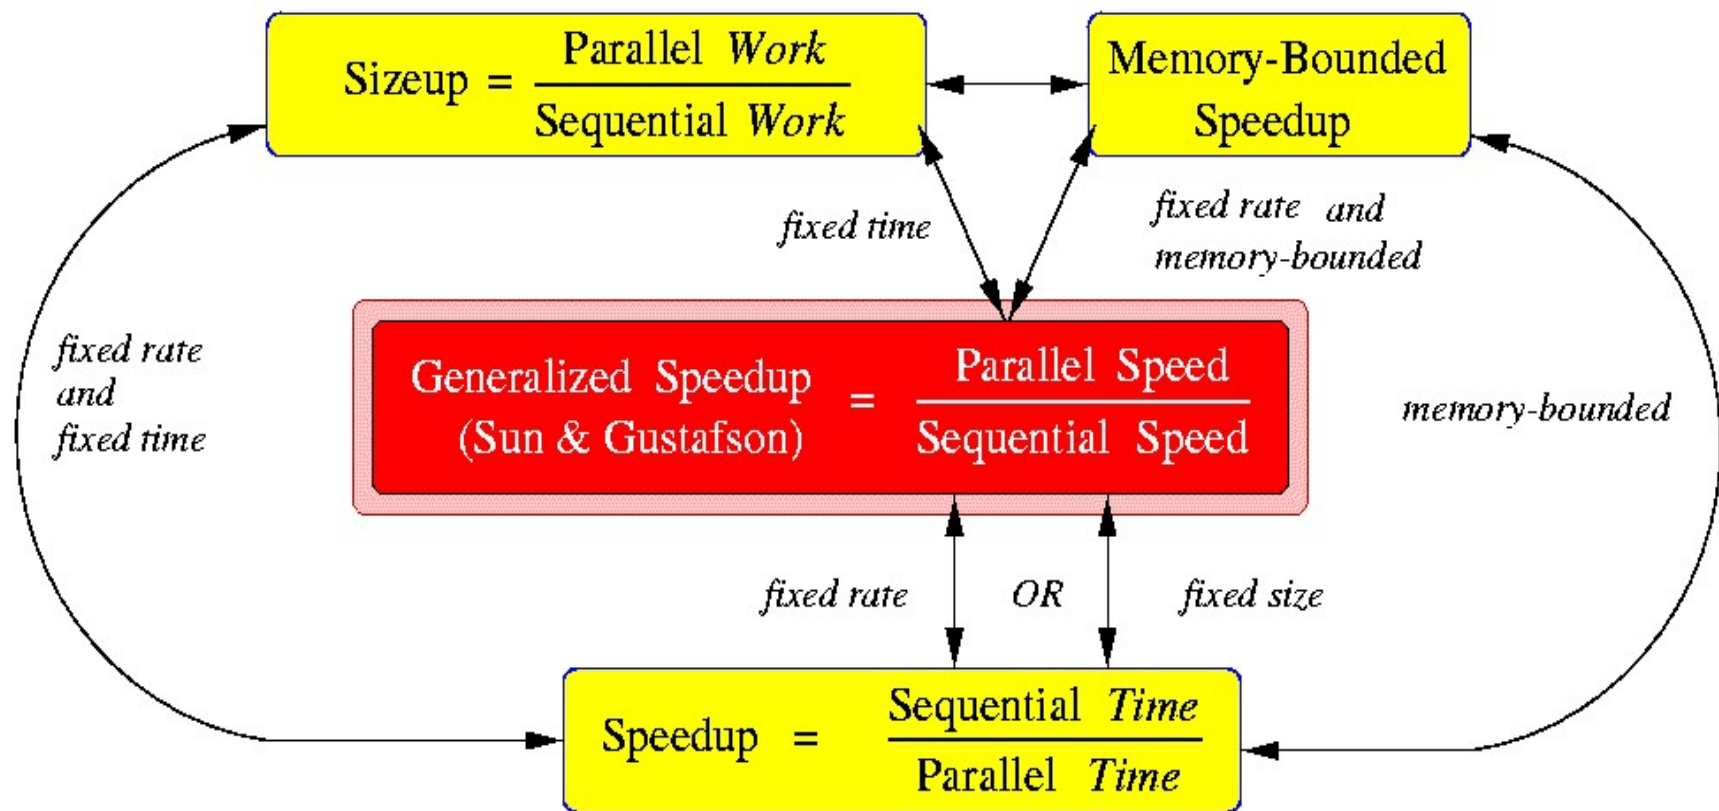 Sizeup = Parallel Work
Sequential Work
Memory-Bounded
Speedup
fixed time
fixed rate and
memory-bounded
fixed rate
and
fixed time
Generalized Speedup
(Sun & Gustafson)
= Parallel Speed
Sequential Speed
memory-bounded
fixed rate OR fixed size
Speedup = Sequential Time
Parallel Time